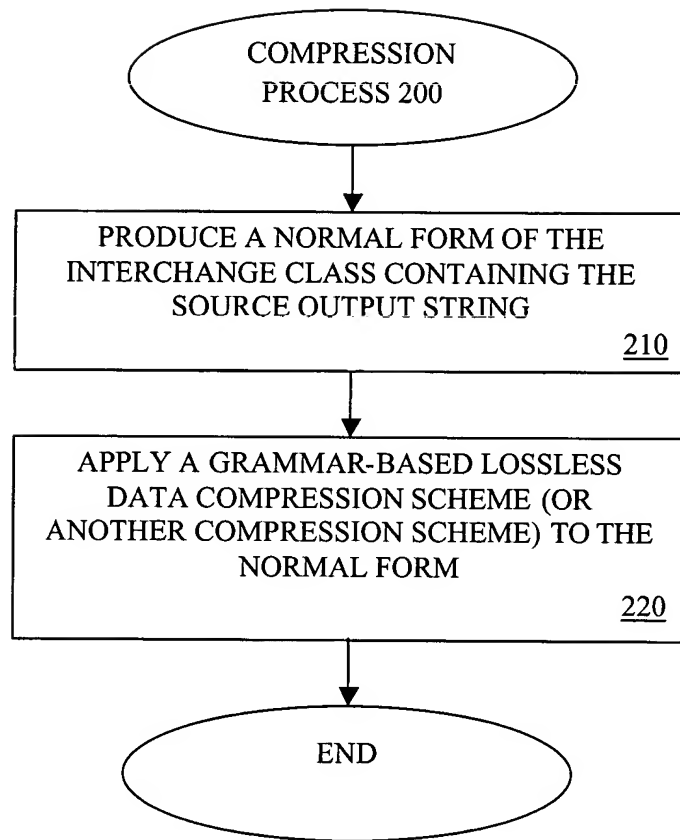 COMPRESSION
PROCESS 200
PRODUCE A NORMAL FORM OF THE
INTERCHANGE CLASS CONTAINING THE
SOURCE OUTPUT STRING
210
APPLY A GRAMMAR-BASED LOSSLESS
DATA COMPRESSION SCHEME (OR
ANOTHER COMPRESSION SCHEME) TO THE
NORMAL FORM
220
END